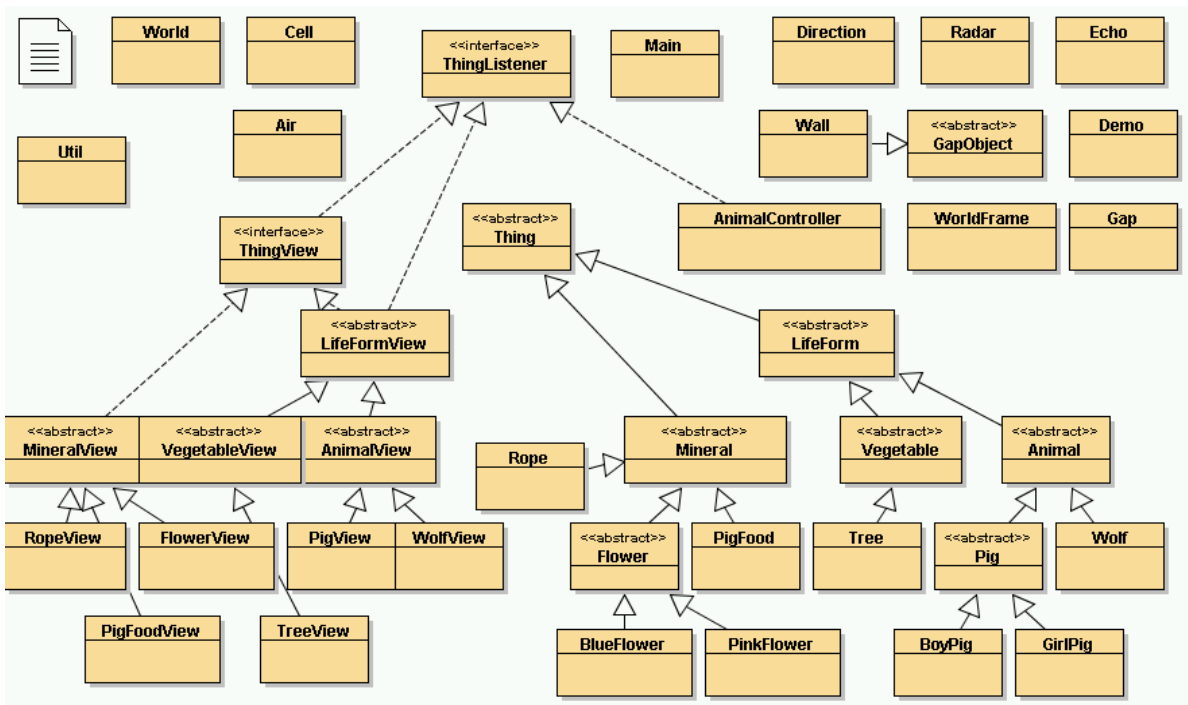 World
Cell
<<interface>>
ThingListener
Main
Direction
Radar
Echo
Util
Air
Wall
<<abstract>>
GapObject
Demo
<<interface>>
ThingView
<<abstract>>
Thing
AnimalController
WorldFrame
Gap
<<abstract>>
LifeFormView
<<abstract>>
LifeForm
<<abstract>>
MineralView
<<abstract>>
VegetableView
<<abstract>>
AnimalView
Rope
<<abstract>>
Mineral
<<abstract>>
Vegetable
<<abstract>>
Animal
RopeView
FlowerView
PigView
WolfView
<<abstract>>
Flower
PigFood
Tree
<<abstract>>
Pig
Wolf
PigFoodView
TreeView
BlueFlower
PinkFlower
BoyPig
GirlPig